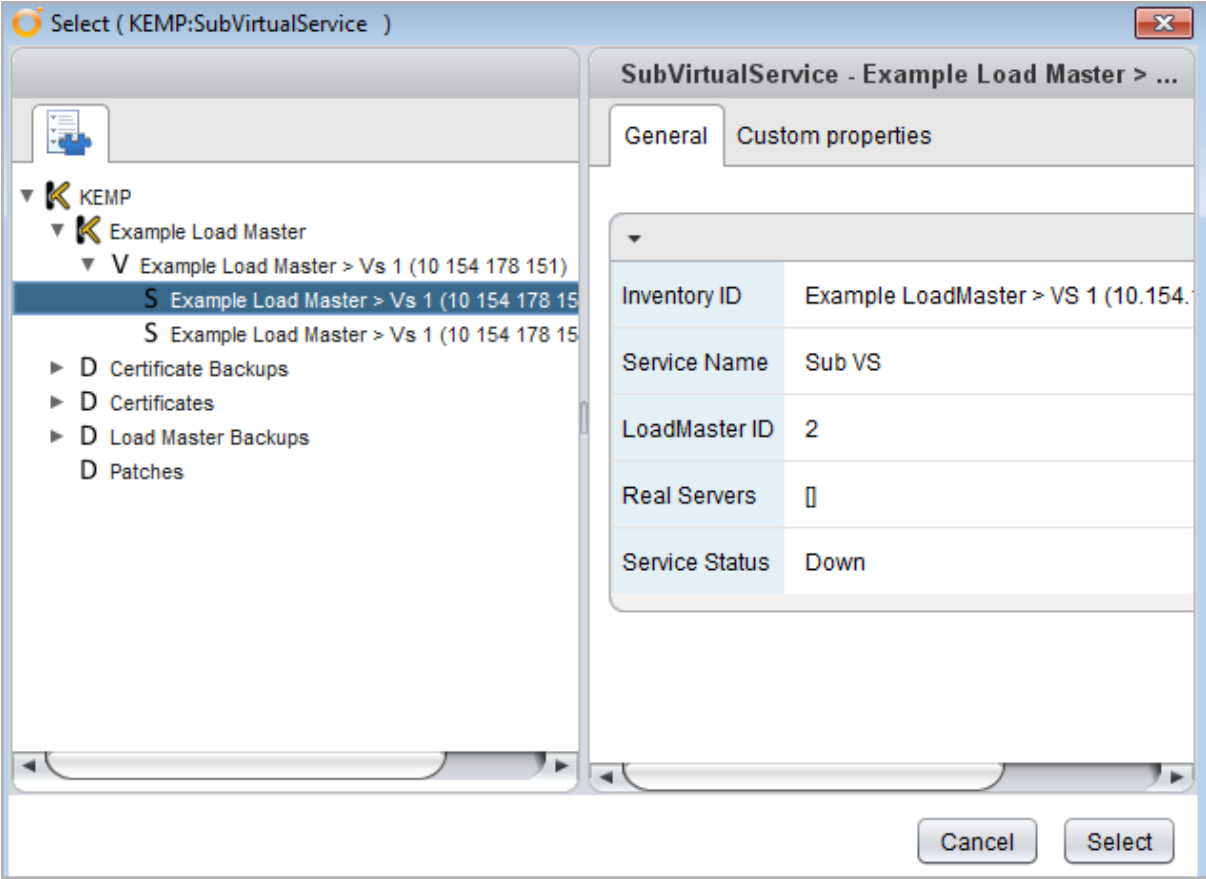 Select ( KEMP:SubVirtualService )
SubVirtualService - Example Load Master > ...
General Custom properties
KEMP
Example Load Master
V Example Load Master > Vs 1 (10 154 178 151)
S Example Load Master > Vs 1 (10 154 178 15
S Example Load Master > Vs 1 (10 154 178 15
D Certificate Backups
D Certificates
D Load Master Backups
D Patches
Inventory ID Example LoadMaster > VS 1 (10.154.
Service Name Sub VS
LoadMaster ID 2
Real Servers []
Service Status Down
Cancel Select